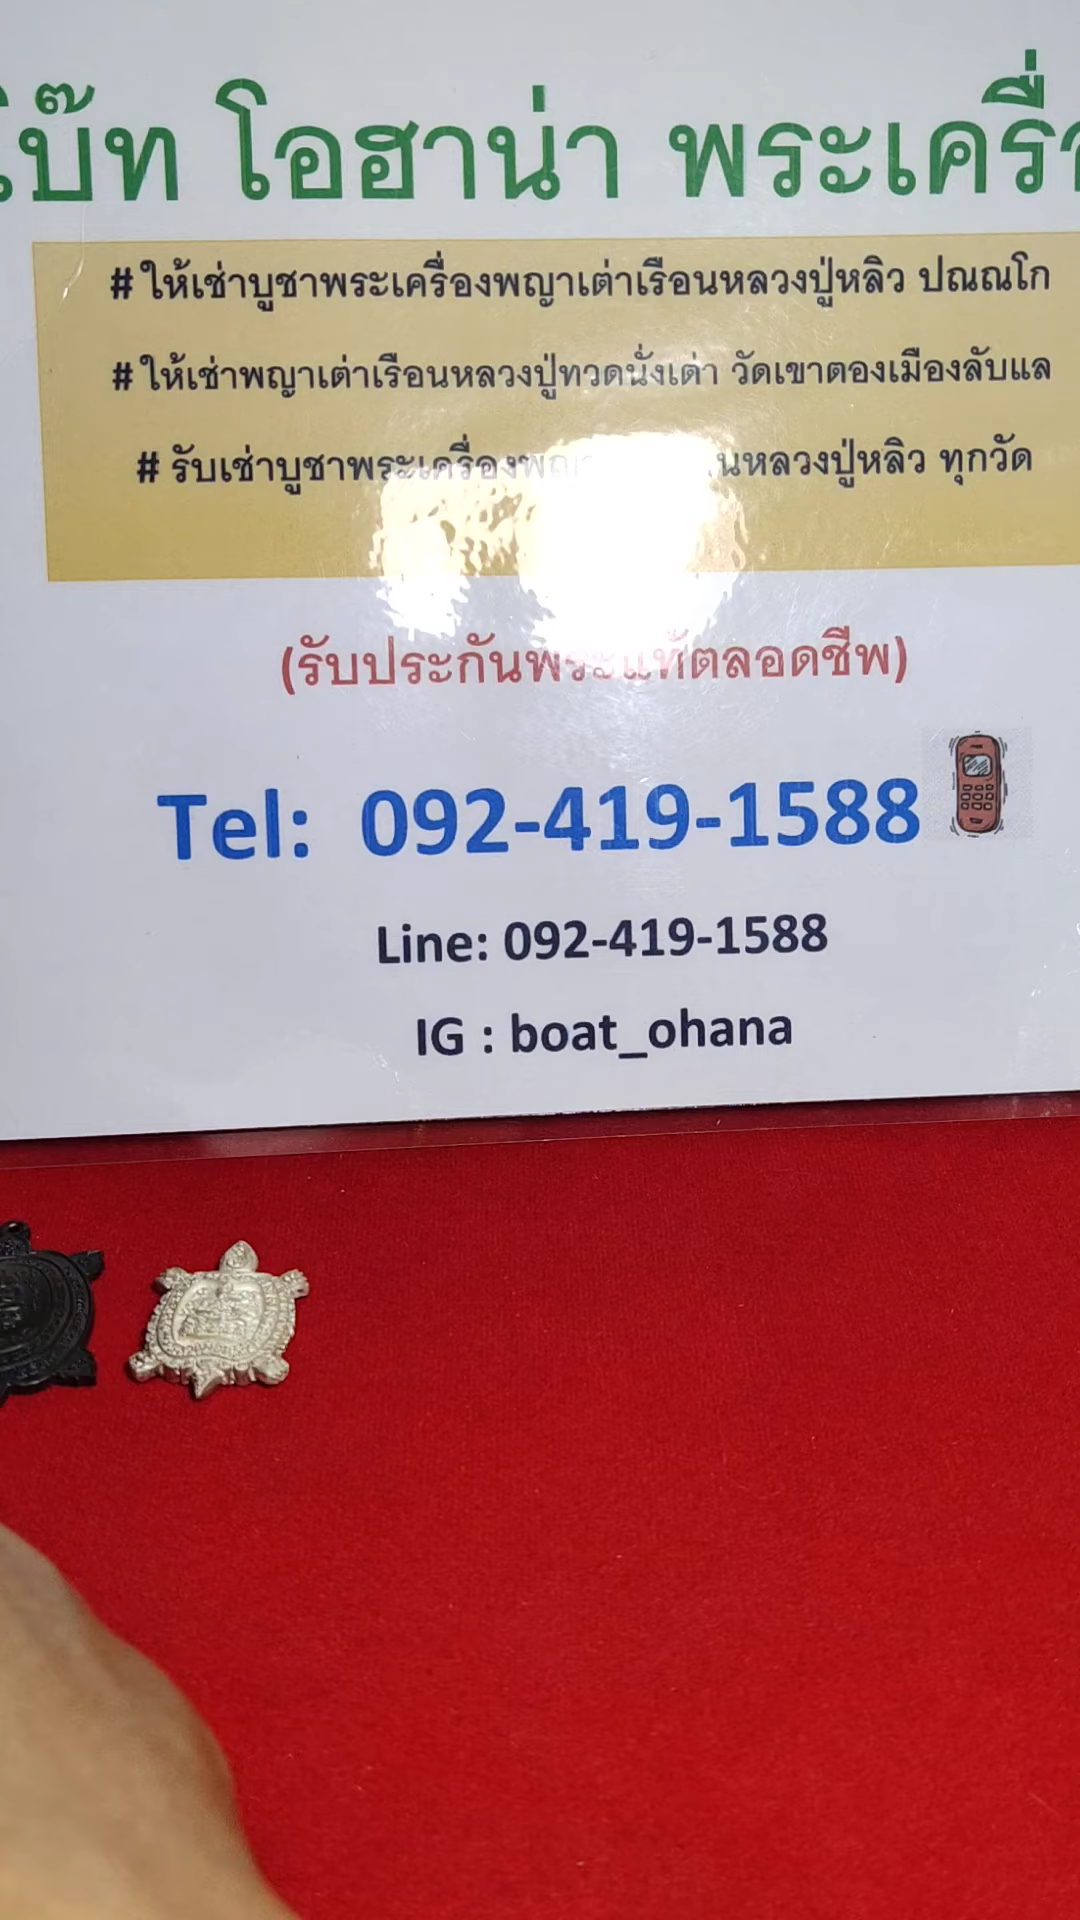 โบ๊ท โอฮาน่า พระเครื่อ
# ให้เช่าบูชาพระเครื่องพญาเต่าเรือนหลวงปู่หลิว ปณณโก
# ให้เช่าพญาเต่าเรือนหลวงปู่ทวดนั่งเต่า วัดเขาตองเมืองลับแล
# รับเช่าบูชาพระเครื่องพญา นหลวงปู่หลิว ทุกวัด
(รับประกันพระแท้ตลอดชีพ)
Tel: 092-419-1588
Line: 092-419-1588
IG : boat_ohana